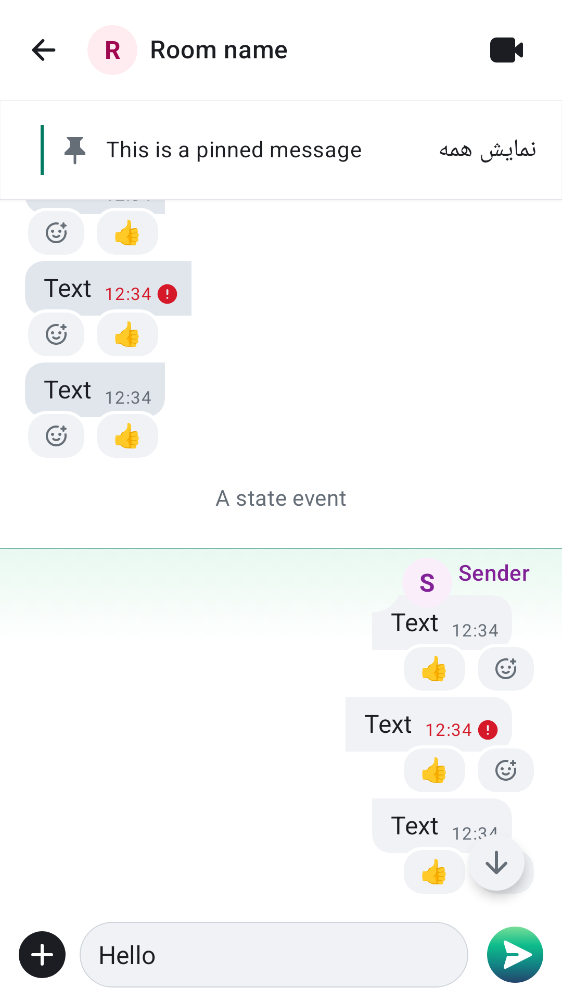 R Room name
This is a pinned message نمایش همه
👍
Text 12:34
👍
Text 12:34
👍
A state event
S Sender
Text 12:34
👍
Text 12:34
👍
Text 12:34
👍
Hello